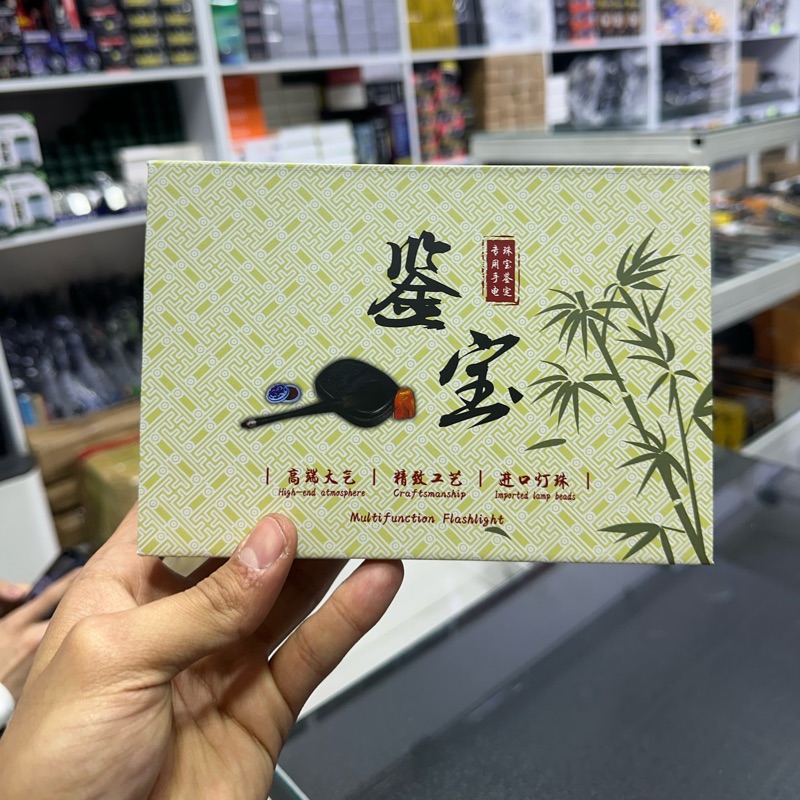 鉴宝
珠宝鉴定
专用手电
高端大气 | 精致工艺 | 进口灯珠
High-end atmosphere Craftsmanship Imported lamp beads
Multifunction Flashlight